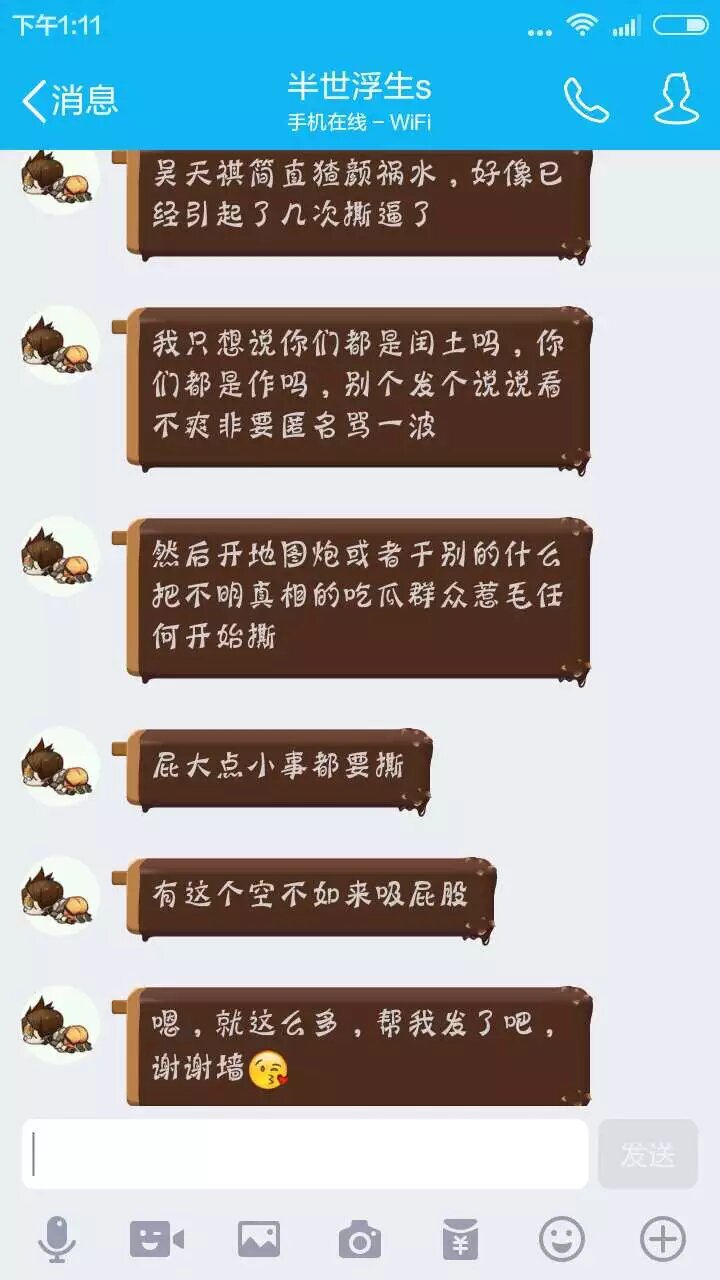 下午1:11
消息
半世浮生s
手机在线 – WiFi
吴天祺简直猹颜祸水，好像已
经引起了几次撕逼了
我只想说你们都是闰土吗，你
们都是作吗，别个发个说说看
不爽非要匿名骂一波
然后开地图炮或者干别的什么
把不明真相的吃瓜群众惹毛任
何开始撕
屁大点小事都要撕
有这个空不如来吸屁股
嗯，就这么多，帮我发了吧，
谢谢墙😘
发送